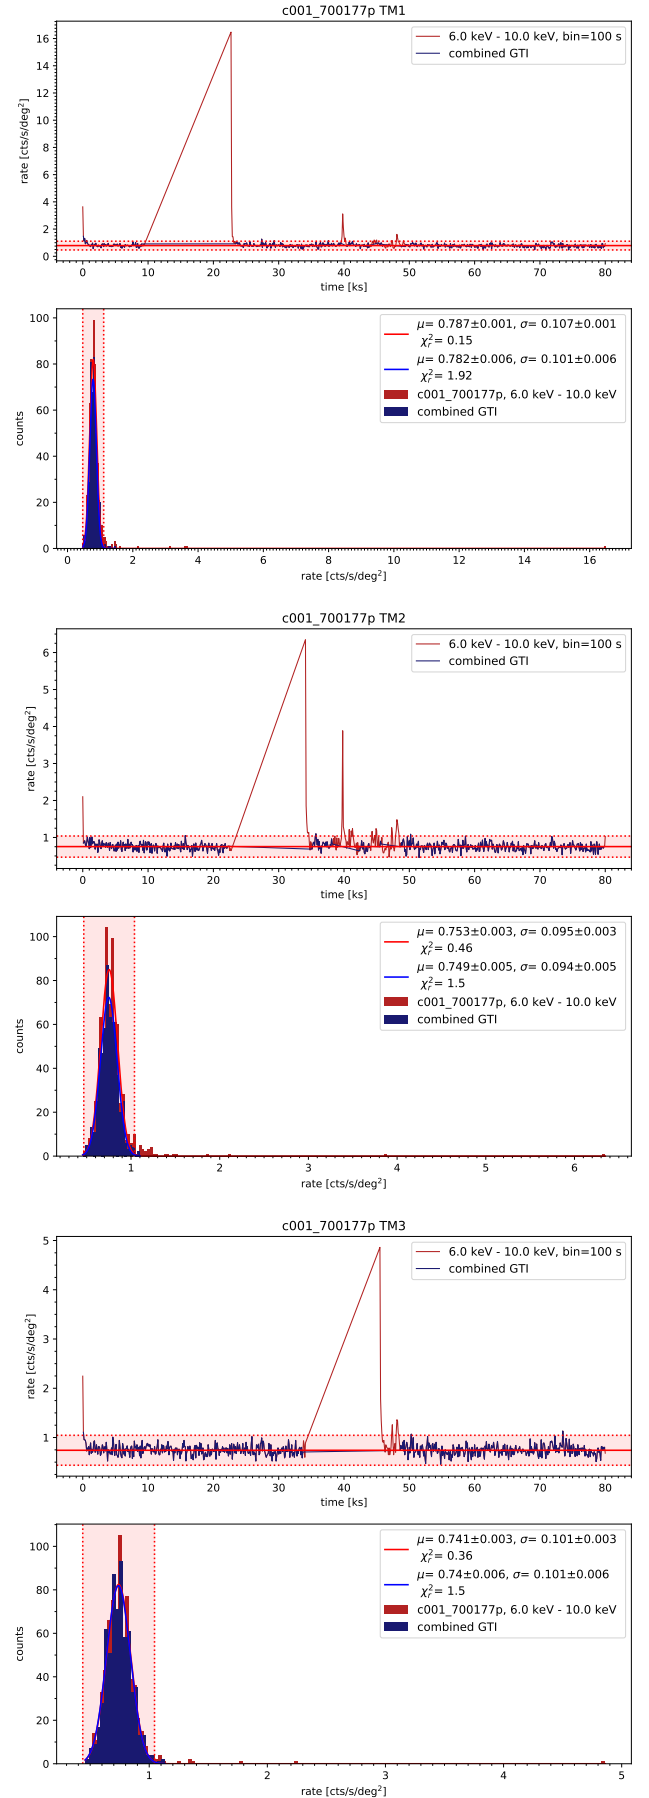 c001_700177p TM1
6.0 keV - 10.0 keV, bin=100 s
combined GTI
rate [cts/s/deg²]
16
14
12
10
8
6
4
2
0
0 10 20 30 40 50 60 70 80
time [ks]
μ= 0.787±0.001, σ= 0.107±0.001
χ²ᵣ= 0.15
μ= 0.782±0.006, σ= 0.101±0.006
χ²ᵣ= 1.92
c001_700177p, 6.0 keV - 10.0 keV
combined GTI
counts
100
80
60
40
20
0
0 2 4 6 8 10 12 14 16
rate [cts/s/deg²]
c001_700177p TM2
6.0 keV - 10.0 keV, bin=100 s
combined GTI
rate [cts/s/deg²]
6
5
4
3
2
1
0 10 20 30 40 50 60 70 80
time [ks]
μ= 0.753±0.003, σ= 0.095±0.003
χ²ᵣ= 0.46
μ= 0.749±0.005, σ= 0.094±0.005
χ²ᵣ= 1.5
c001_700177p, 6.0 keV - 10.0 keV
combined GTI
counts
100
80
60
40
20
0
1 2 3 4 5 6
rate [cts/s/deg²]
c001_700177p TM3
6.0 keV - 10.0 keV, bin=100 s
combined GTI
rate [cts/s/deg²]
5
4
3
2
1
0 10 20 30 40 50 60 70 80
time [ks]
μ= 0.741±0.003, σ= 0.101±0.003
χ²ᵣ= 0.36
μ= 0.74±0.006, σ= 0.101±0.006
χ²ᵣ= 1.5
c001_700177p, 6.0 keV - 10.0 keV
combined GTI
counts
100
80
60
40
20
0
1 2 3 4 5
rate [cts/s/deg²]